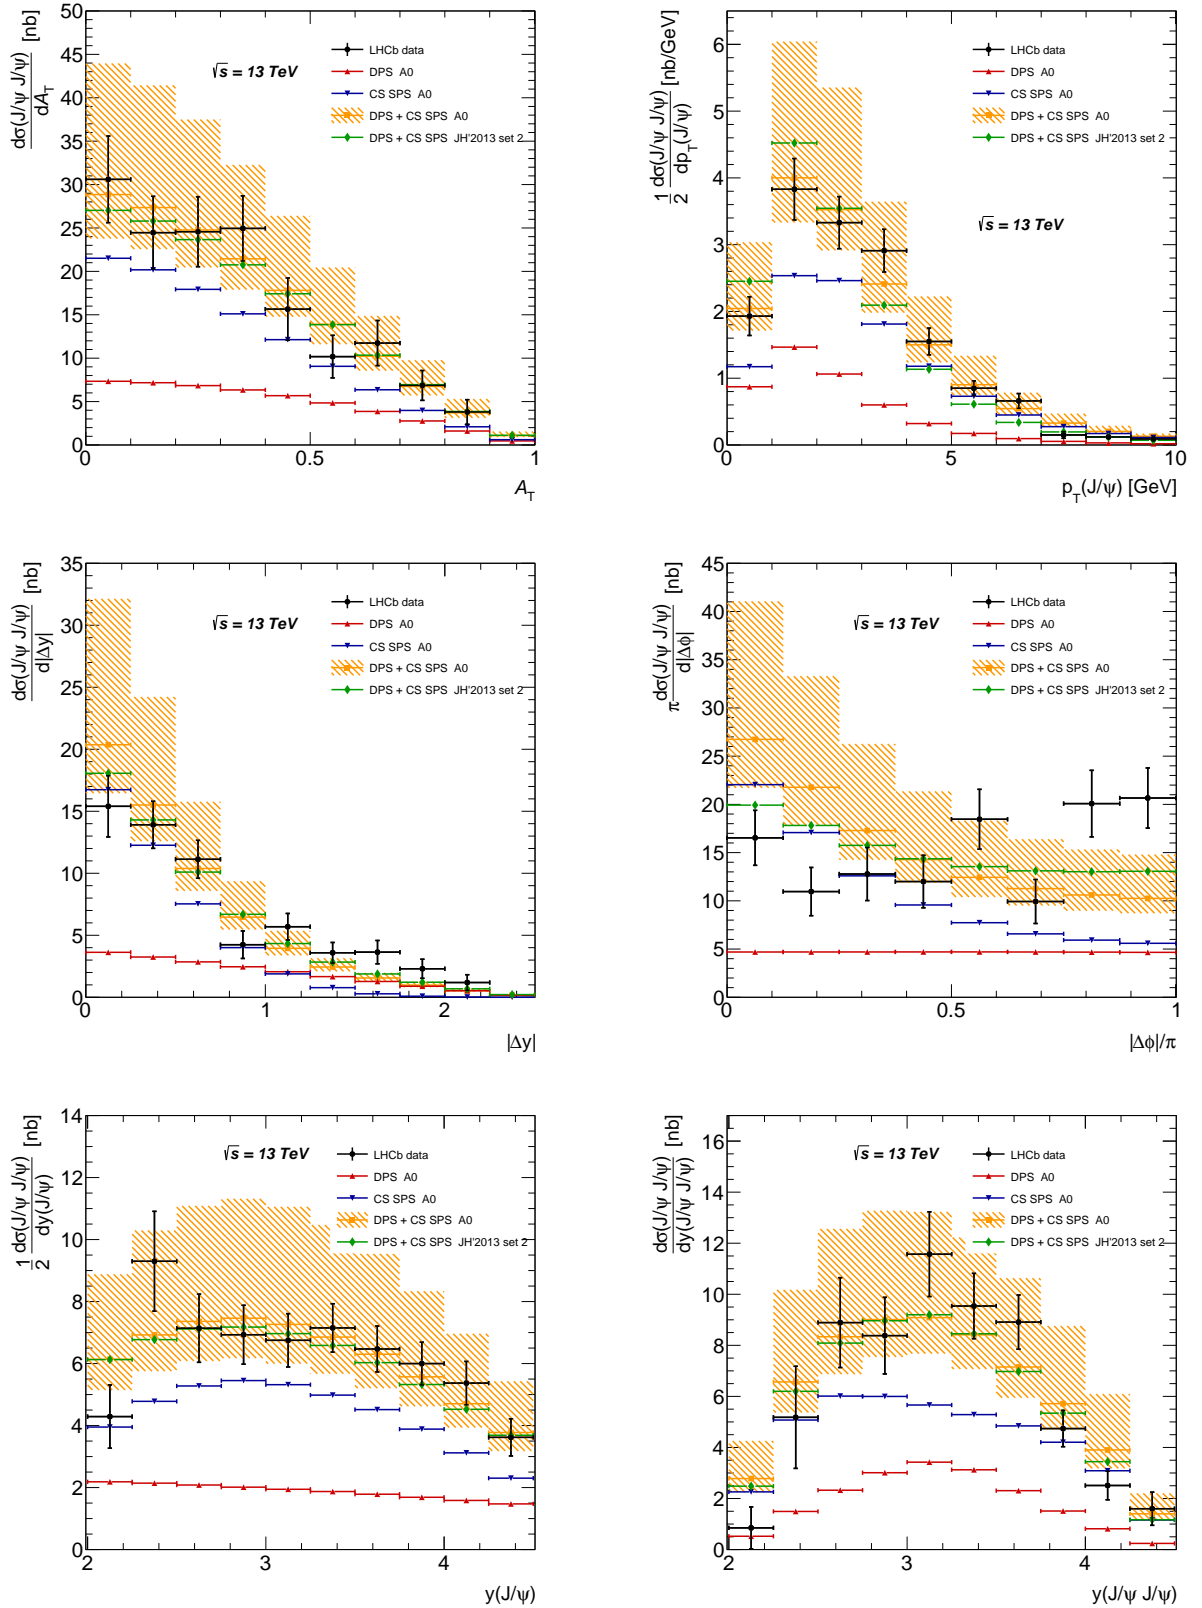 dσ(J/ψ J/ψ)
dA_T
[nb]
50
45
40
35
30
25
20
15
10
5
0
√s = 13 TeV
LHCb data
DPS A0
CS SPS A0
DPS + CS SPS A0
DPS + CS SPS JH'2013 set 2
0 0.5 1
A_T
1 dσ(J/ψ J/ψ)
2 dp_T(J/ψ)
[nb/GeV]
6
5
4
3
2
1
0
LHCb data
DPS A0
CS SPS A0
DPS + CS SPS A0
DPS + CS SPS JH'2013 set 2
√s = 13 TeV
0 5 10
p_T(J/ψ) [GeV]
dσ(J/ψ J/ψ)
d|Δy|
[nb]
35
30
25
20
15
10
5
0
√s = 13 TeV
LHCb data
DPS A0
CS SPS A0
DPS + CS SPS A0
DPS + CS SPS JH'2013 set 2
0 1 2
|Δy|
π dσ(J/ψ J/ψ)
d|Δϕ|
[nb]
45
40
35
30
25
20
15
10
5
0
√s = 13 TeV
LHCb data
DPS A0
CS SPS A0
DPS + CS SPS A0
DPS + CS SPS JH'2013 set 2
0 0.5 1
|Δϕ|/π
1 dσ(J/ψ J/ψ)
2 dy(J/ψ)
[nb]
14
12
10
8
6
4
2
0
√s = 13 TeV
LHCb data
DPS A0
CS SPS A0
DPS + CS SPS A0
DPS + CS SPS JH'2013 set 2
2 3 4
y(J/ψ)
dσ(J/ψ J/ψ)
dy(J/ψ J/ψ)
[nb]
16
14
12
10
8
6
4
2
0
√s = 13 TeV
LHCb data
DPS A0
CS SPS A0
DPS + CS SPS A0
DPS + CS SPS JH'2013 set 2
2 3 4
y(J/ψ J/ψ)